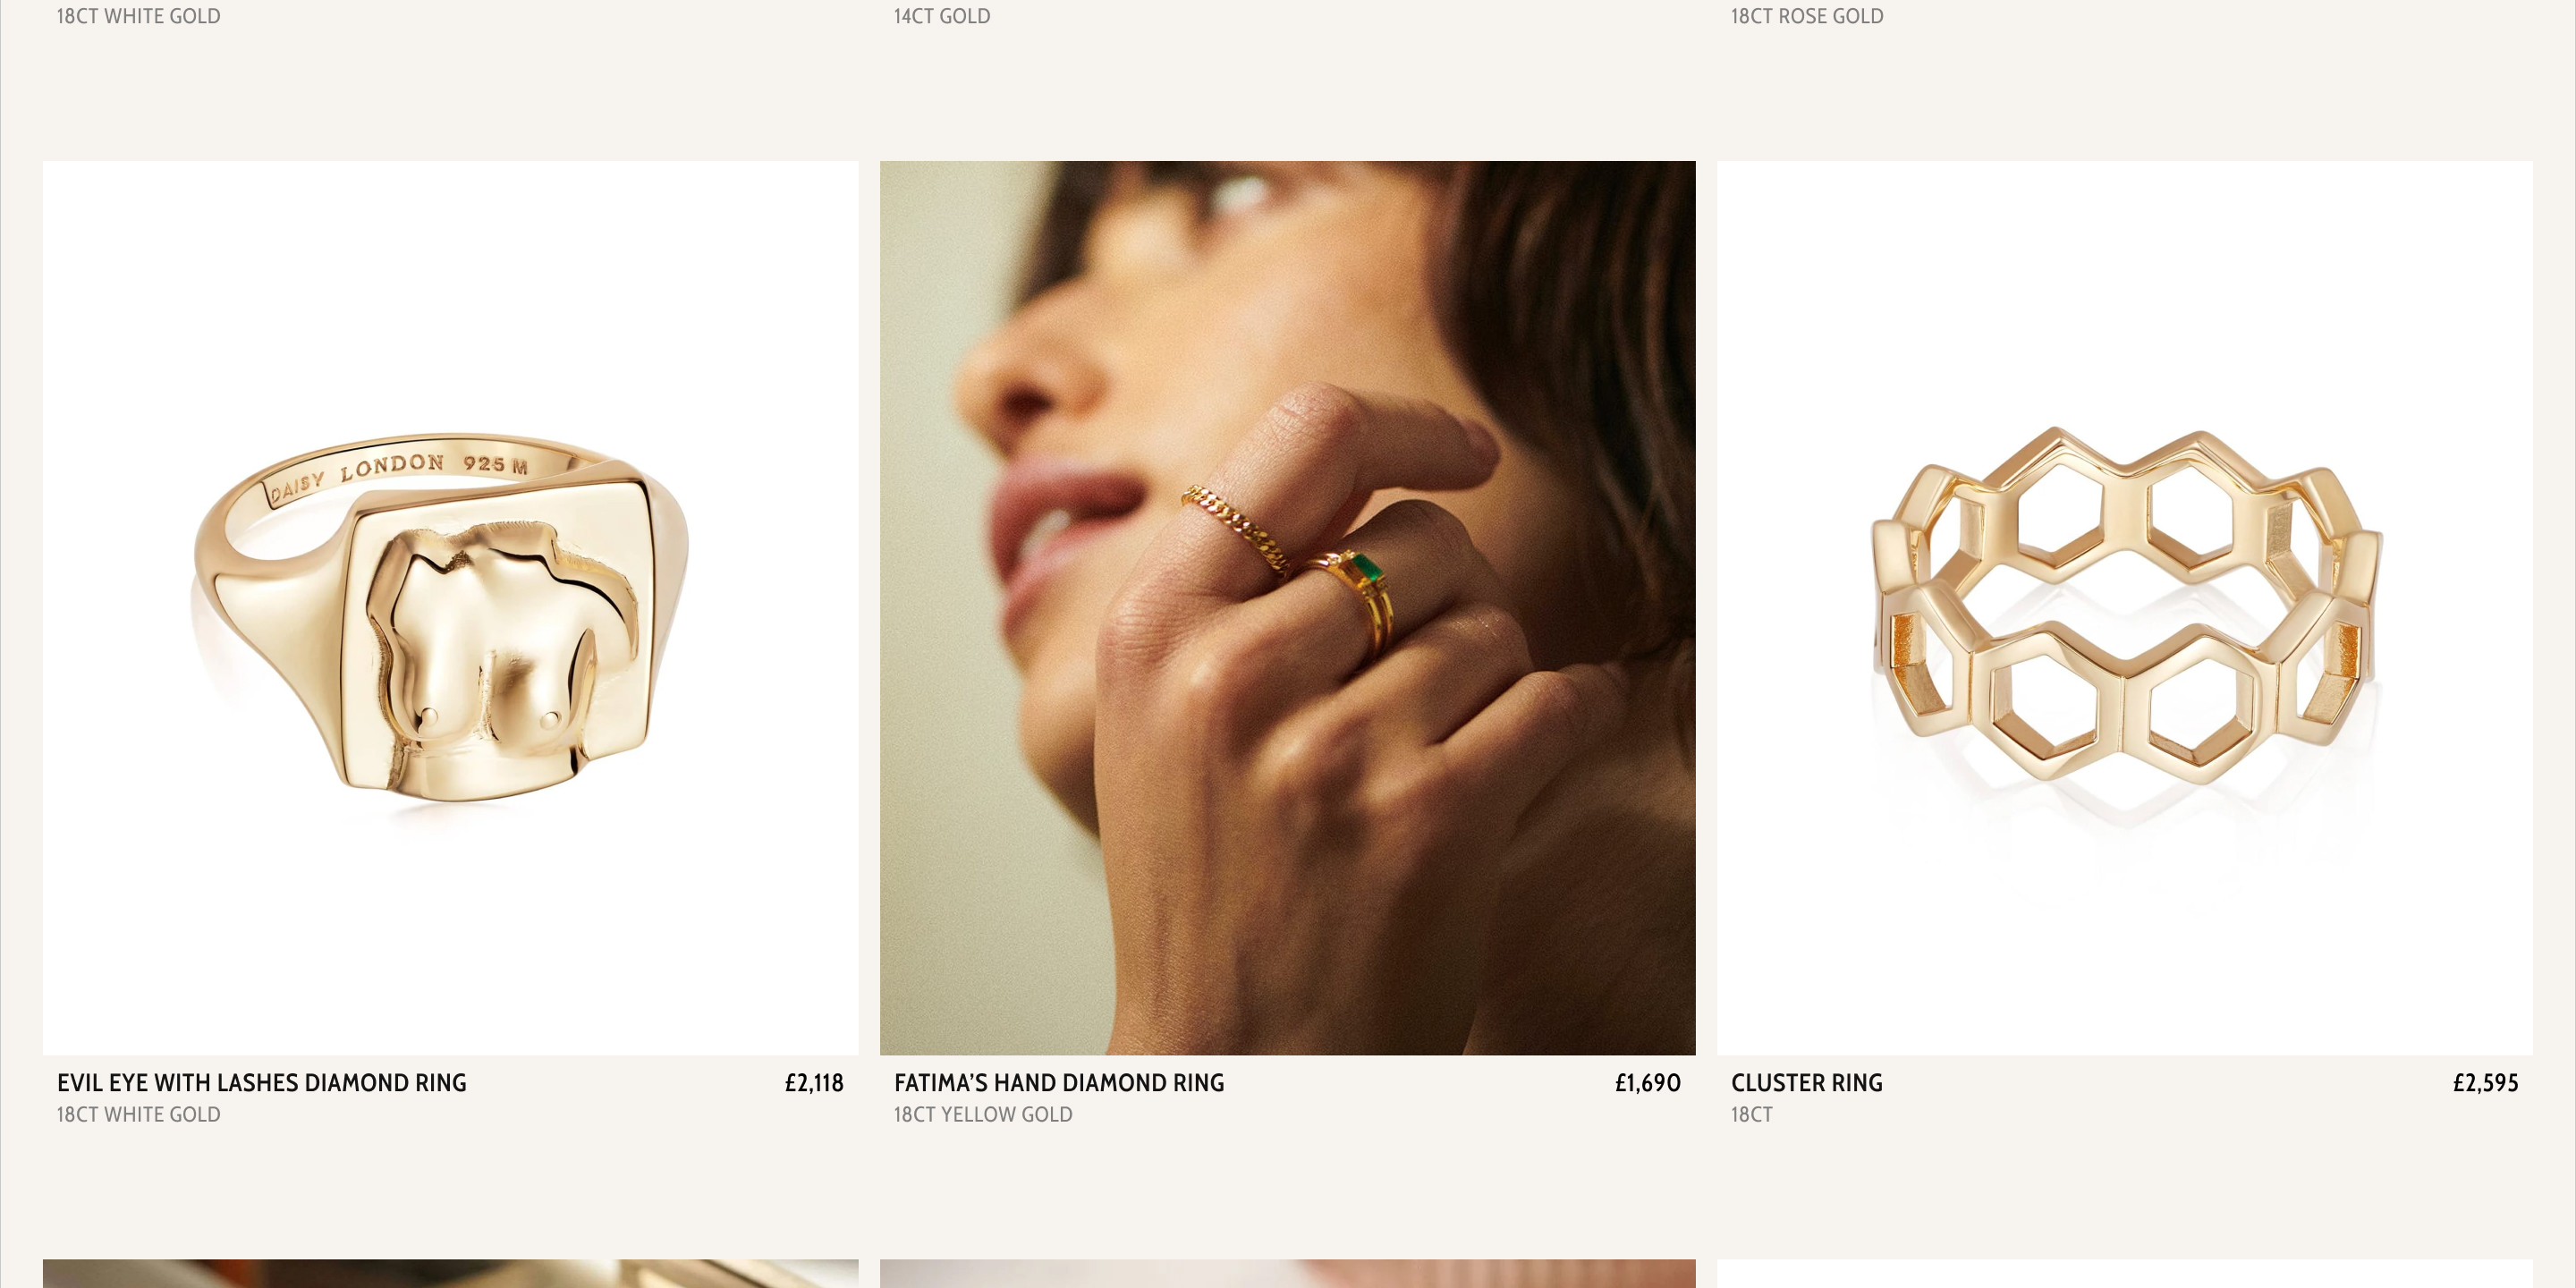 18CT WHITE GOLD
14CT GOLD
18CT ROSE GOLD
DAISY LONDON 925 M
EVIL EYE WITH LASHES DIAMOND RING
£2,118
18CT WHITE GOLD
FATIMA’S HAND DIAMOND RING
£1,690
18CT YELLOW GOLD
CLUSTER RING
£2,595
18CT